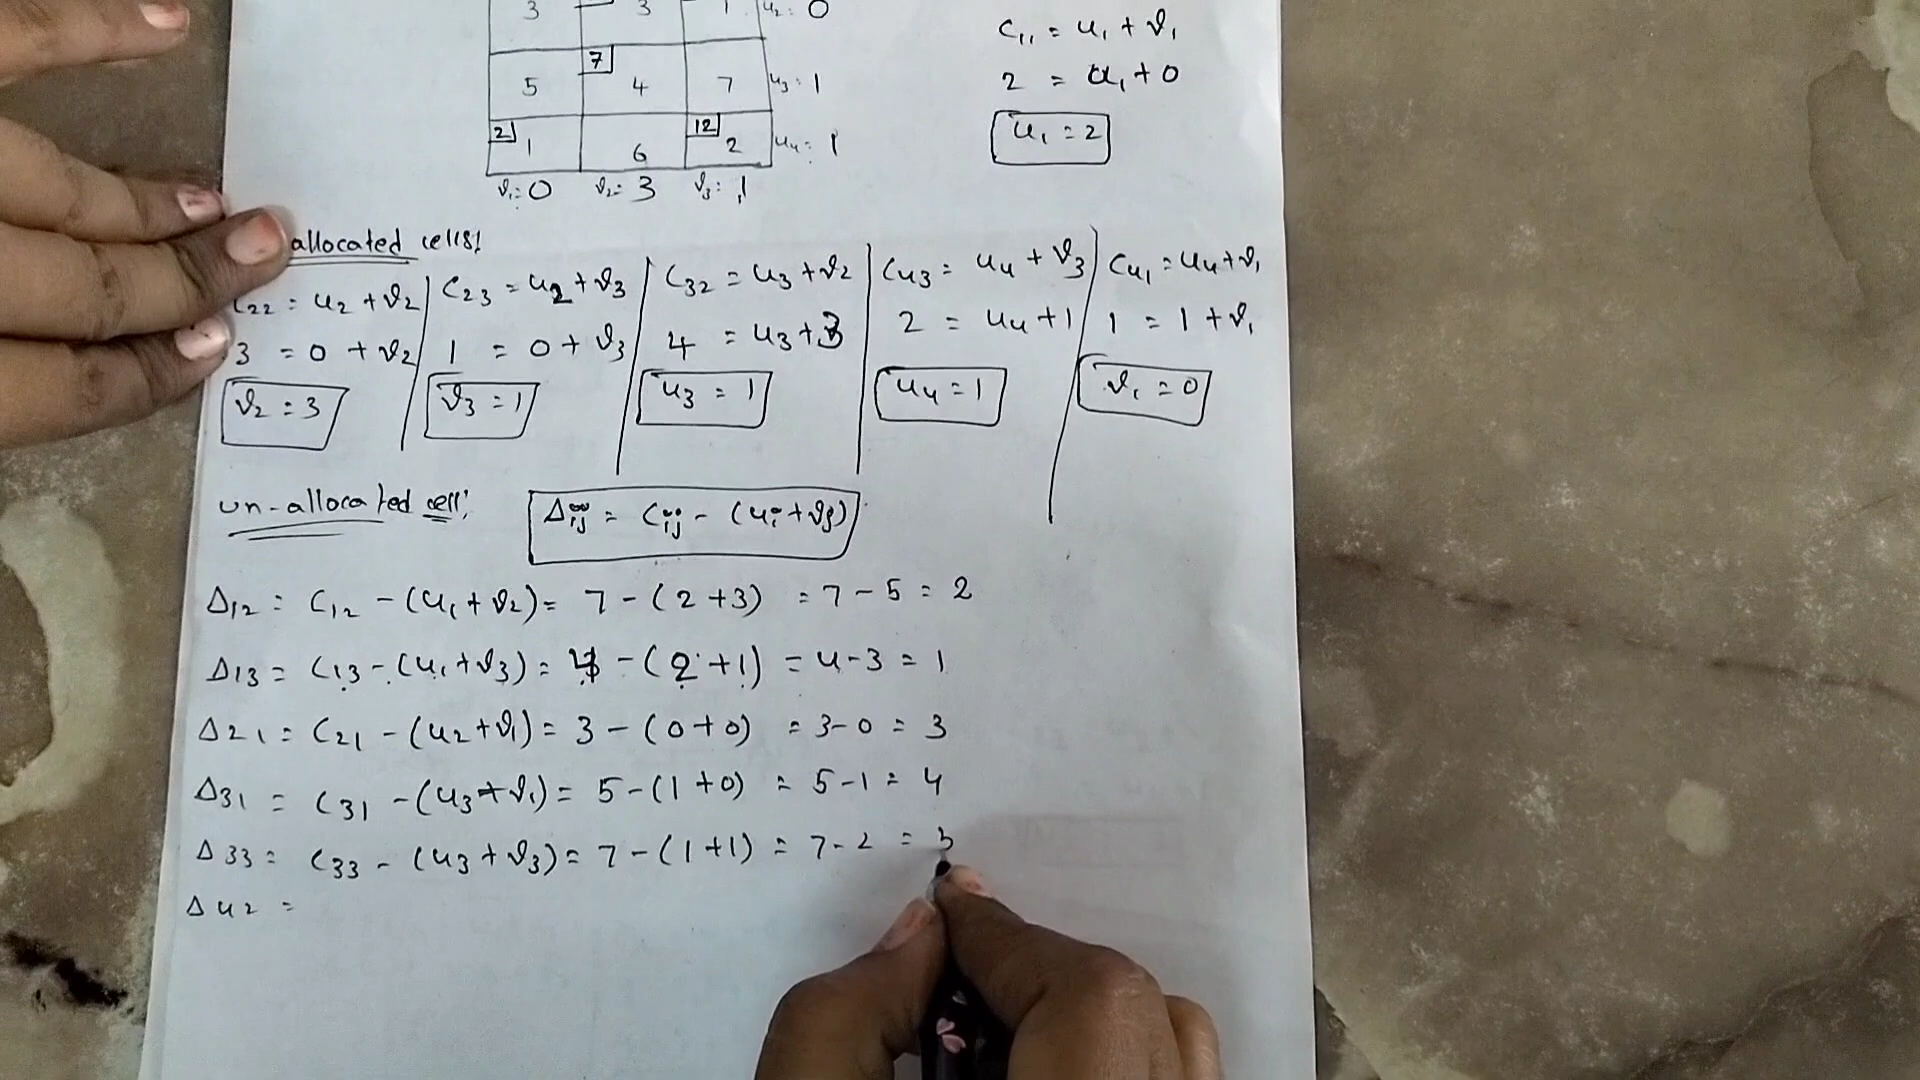 3 3 1 u₂: 0
C₁₁ = u₁ + v₁
7
5 4 7 u₃: 1
2 = u₁ + 0
2 1 6 12 2 u₄: 1
u₁ = 2
v₁: 0 v₂: 3 v₃: 1
allocated cells!
C₂₂ = u₂ + v₂ C₂₃ = u₂ + v₃ C₃₂ = u₃ + v₂ C₄₃ = u₄ + v₃ C₄₁ = u₄ + v₁
3 = 0 + v₂ 1 = 0 + v₃ 4 = u₃ + 3 2 = u₄ + 1 1 = 1 + v₁
v₂ = 3 v₃ = 1 u₃ = 1 u₄ = 1 v₁ = 0
un-allocated cell; Δij = Cij - (ui + vj)
Δ₁₂ = C₁₂ - (u₁ + v₂) = 7 - (2 + 3) = 7 - 5 = 2
Δ₁₃ = C₁₃ - (u₁ + v₃) = 4 - (2 + 1) = 4 - 3 = 1
Δ₂₁ = C₂₁ - (u₂ + v₁) = 3 - (0 + 0) = 3 - 0 = 3
Δ₃₁ = C₃₁ - (u₃ + v₁) = 5 - (1 + 0) = 5 - 1 = 4
Δ₃₃ = C₃₃ - (u₃ + v₃) = 7 - (1 + 1) = 7 - 2 =
Δ₄₂ =